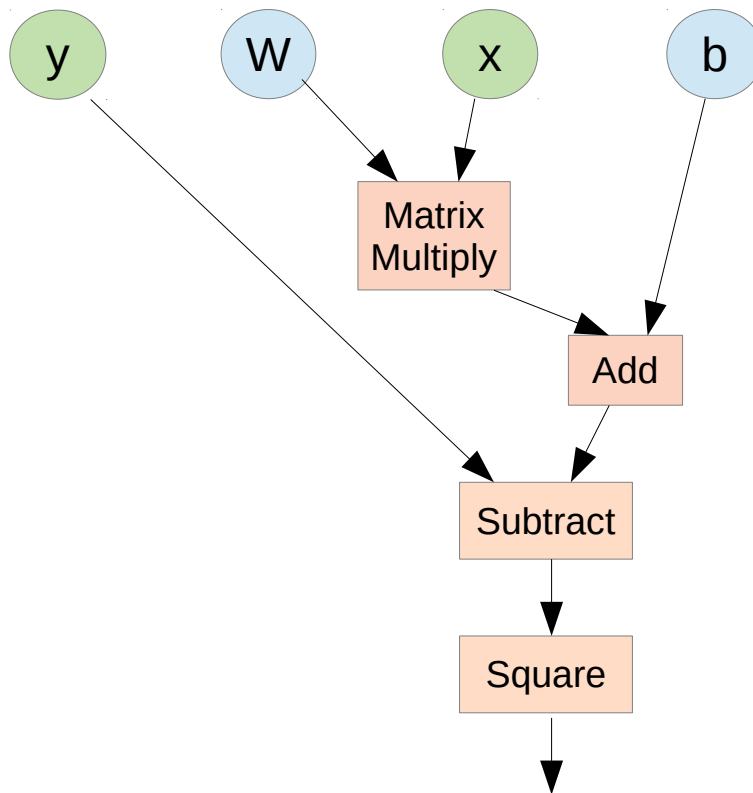 y
W
x
b
Matrix
Multiply
Add
Subtract
Square